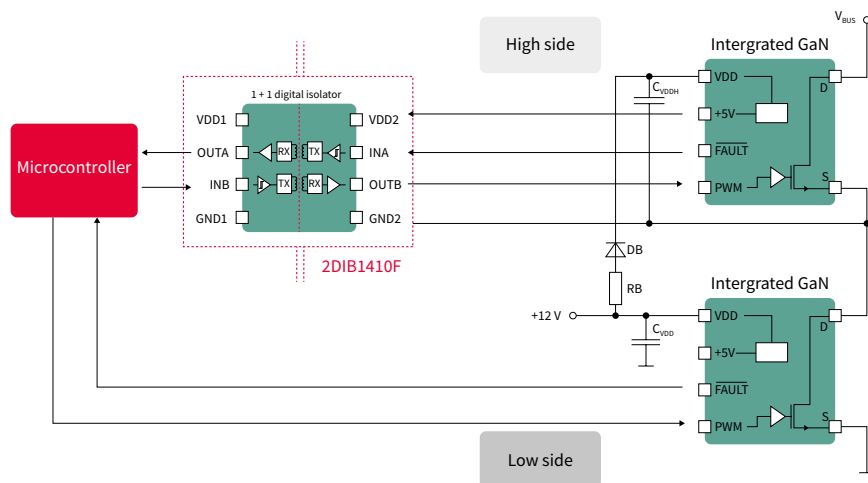 V_BUS
High side
Intergrated GaN
1 + 1 digital isolator
VDD
D
C_VDDH
VDD1
VDD2
+5V
Microcontroller
OUTA
RX
TX
INA
FAULT
INB
TX
RX
OUTB
PWM
S
GND1
GND2
2DIB1410F
DB
Intergrated GaN
RB
+12 V
VDD
D
C_VDD
+5V
FAULT
PWM
S
Low side